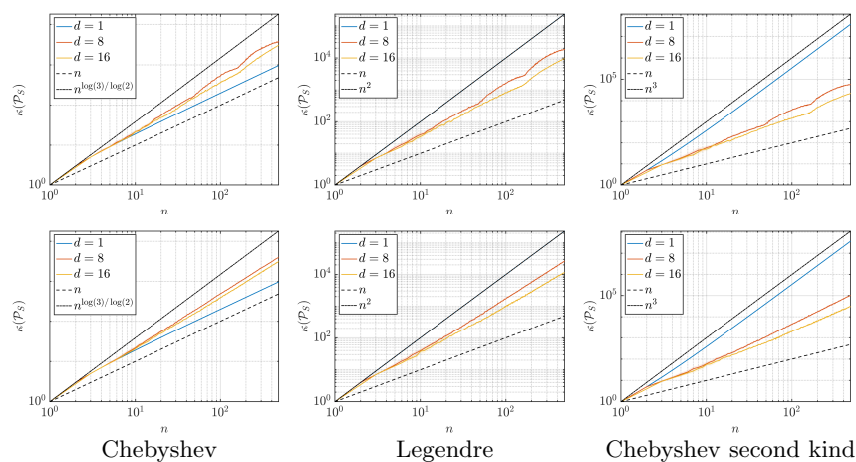 κ(𝒫_S)
10^0
d = 1
d = 8
d = 16
n
n^{log(3)/log(2)}
10^0 10^1 10^2
n
κ(𝒫_S)
10^4
10^2
10^0
d = 1
d = 8
d = 16
n
n^2
10^0 10^1 10^2
n
κ(𝒫_S)
10^5
10^0
d = 1
d = 8
d = 16
n
n^3
10^0 10^1 10^2
n
κ(𝒫_S)
10^0
d = 1
d = 8
d = 16
n
n^{log(3)/log(2)}
10^0 10^1 10^2
n
Chebyshev
κ(𝒫_S)
10^4
10^2
10^0
d = 1
d = 8
d = 16
n
n^2
10^0 10^1 10^2
n
Legendre
κ(𝒫_S)
10^5
10^0
d = 1
d = 8
d = 16
n
n^3
10^0 10^1 10^2
n
Chebyshev second kind